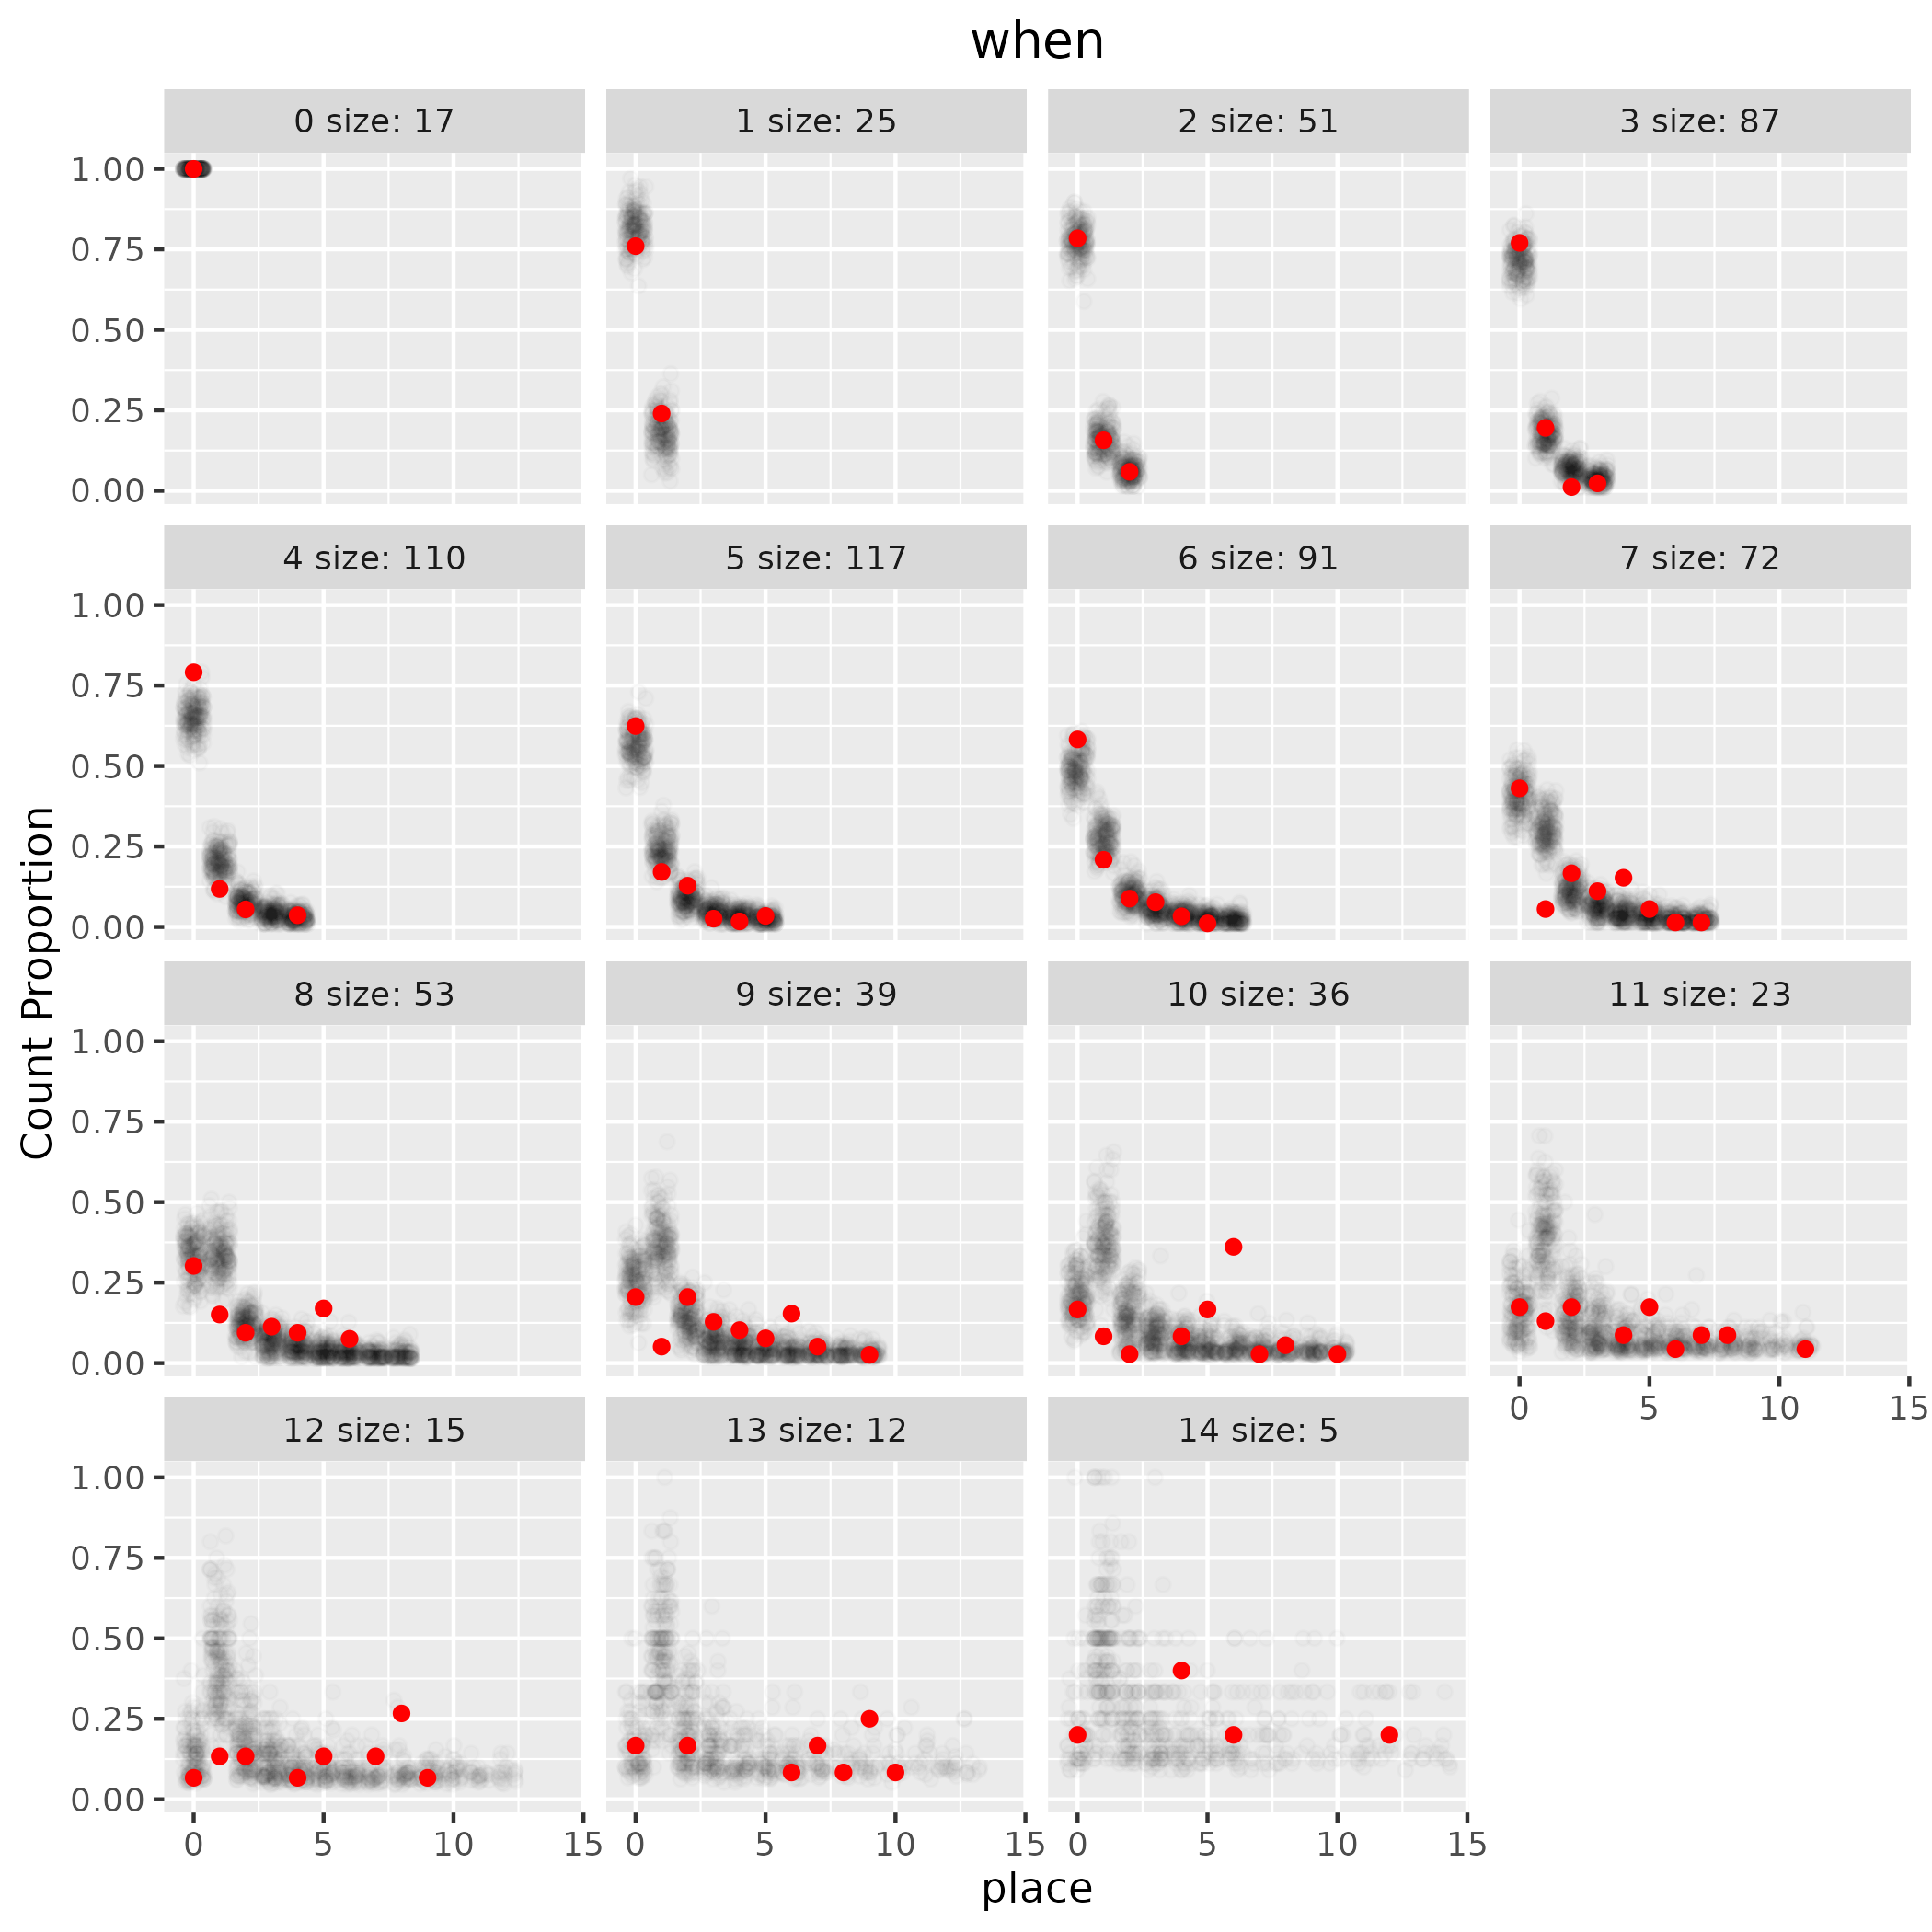 when
0 size: 17
1 size: 25
2 size: 51
3 size: 87
1.00
0.75
0.50
0.25
0.00
4 size: 110
5 size: 117
6 size: 91
7 size: 72
1.00
0.75
0.50
0.25
0.00
Count Proportion
8 size: 53
9 size: 39
10 size: 36
11 size: 23
1.00
0.75
0.50
0.25
0.00
0 5 10 15
12 size: 15
13 size: 12
14 size: 5
1.00
0.75
0.50
0.25
0.00
0 5 10 15
0 5 10 15
0 5 10 15
place